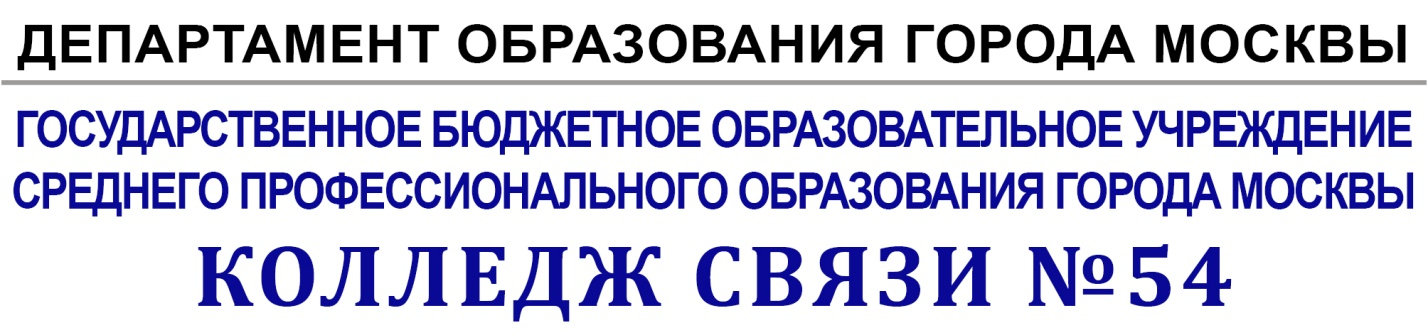 ДЕПАРТАМЕНТ ОБРАЗОВАНИЯ ГОРОДА МОСКВЫ
ГОСУДАРСТВЕННОЕ БЮДЖЕТНОЕ ОБРАЗОВАТЕЛЬНОЕ УЧРЕЖДЕНИЕ
СРЕДНЕГО ПРОФЕССИОНАЛЬНОГО ОБРАЗОВАНИЯ ГОРОДА МОСКВЫ
КОЛЛЕДЖ СВЯЗИ №54